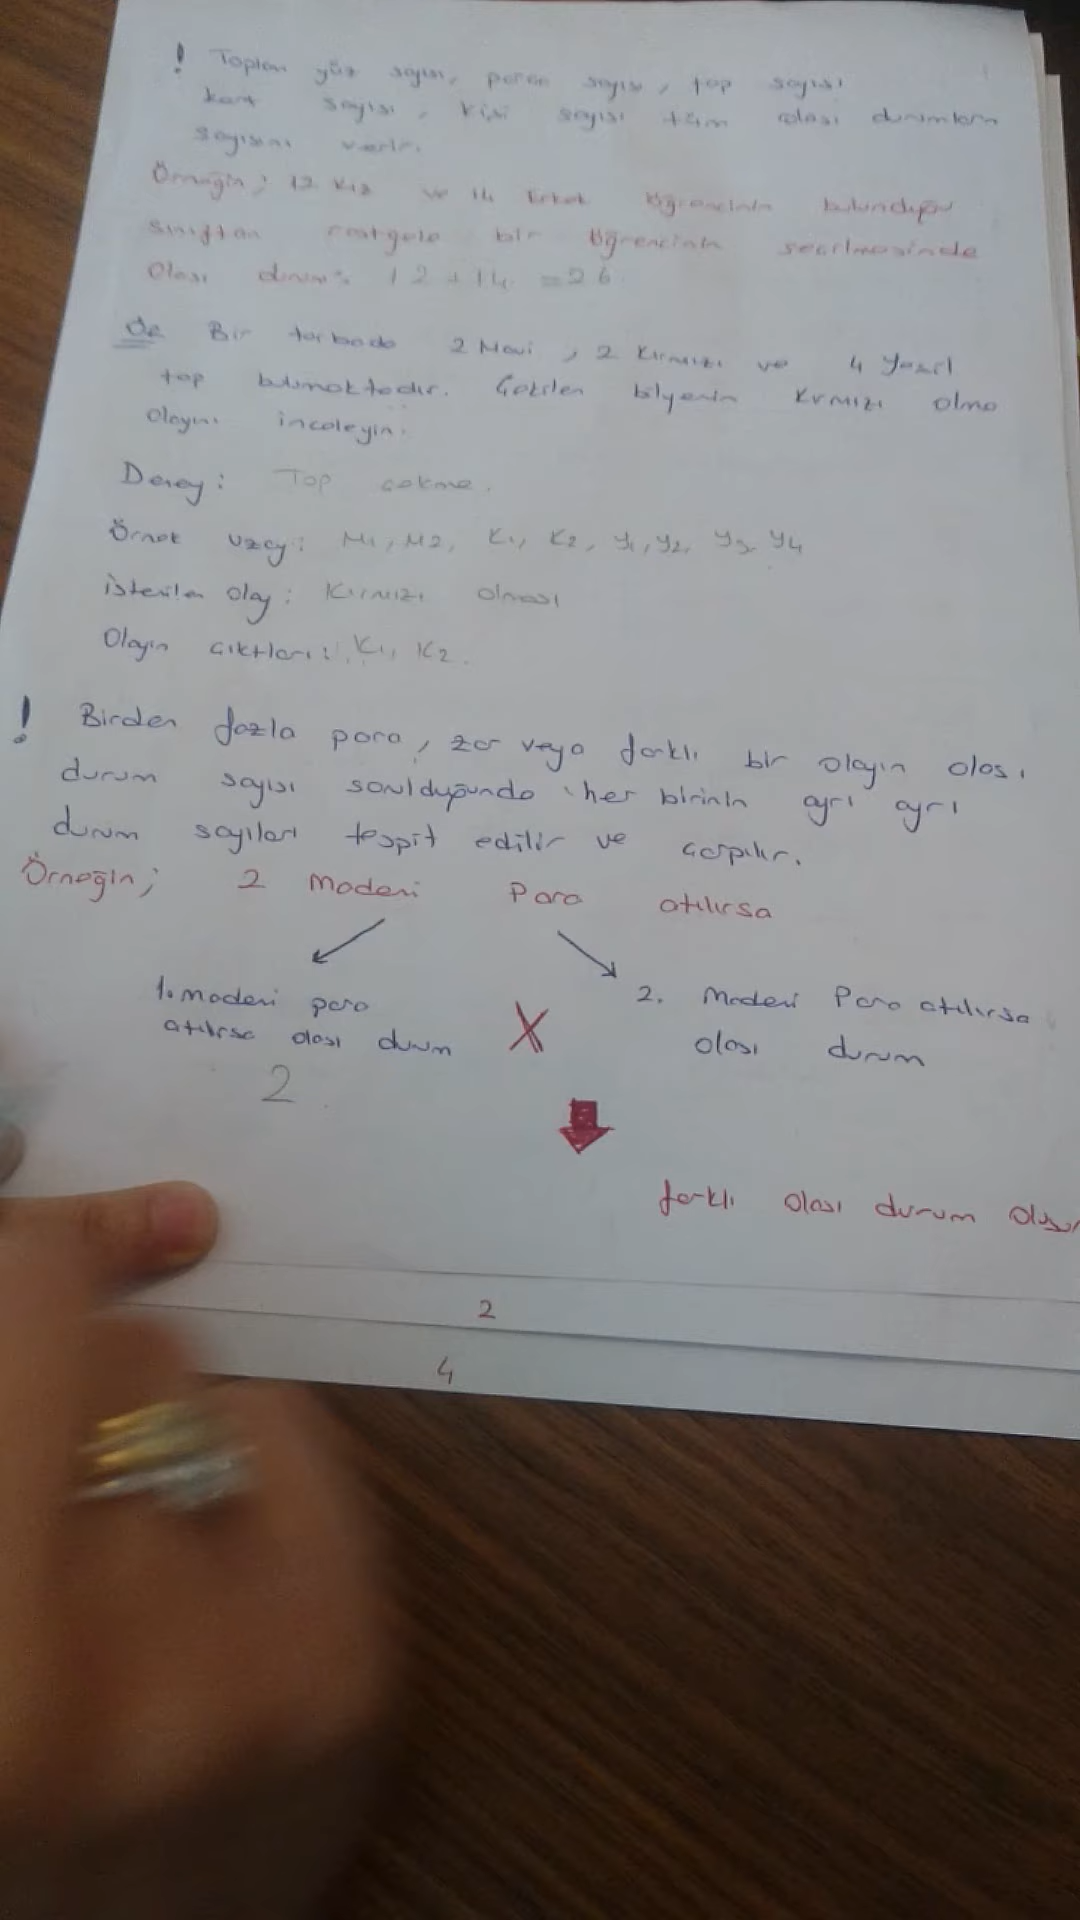 ! Toplam yüz sayısı, paran sayısı, top sayısı
kart sayısı, kişi sayısı tüm olası durumların
sayısını verir.
Örneğin; 12 kız ve 14 Erkek öğrencinin bulunduğu
sınıftan rastgele bir öğrencinin seçilmesinde
Olası durum: 12 + 14 = 26
Ör Bir torbada 2 Mavi, 2 Kırmızı ve 4 Yeşil
top bulunmaktadır. Çekilen bilyenin Kırmızı olma
Olayını inceleyin.
Deney: Top çekme.
Örnek uzay: M1, M2, K1, K2, Y1, Y2, Y3, Y4
İstenilen olay: Kırmızı olması
Olayın çıktıları: K1, K2.
! Birden fazla para, zar veya farklı bir olayın olası
durum sayısı sorulduğunda her birinin ayrı ayrı
durum sayıları tespit edilir ve çarpılır.
Örneğin; 2 Madeni Para atılırsa
1. madeni para 2. Madeni Para atılırsa
atılırsa olası durum X olası durum
2
farklı olası durum
2
4